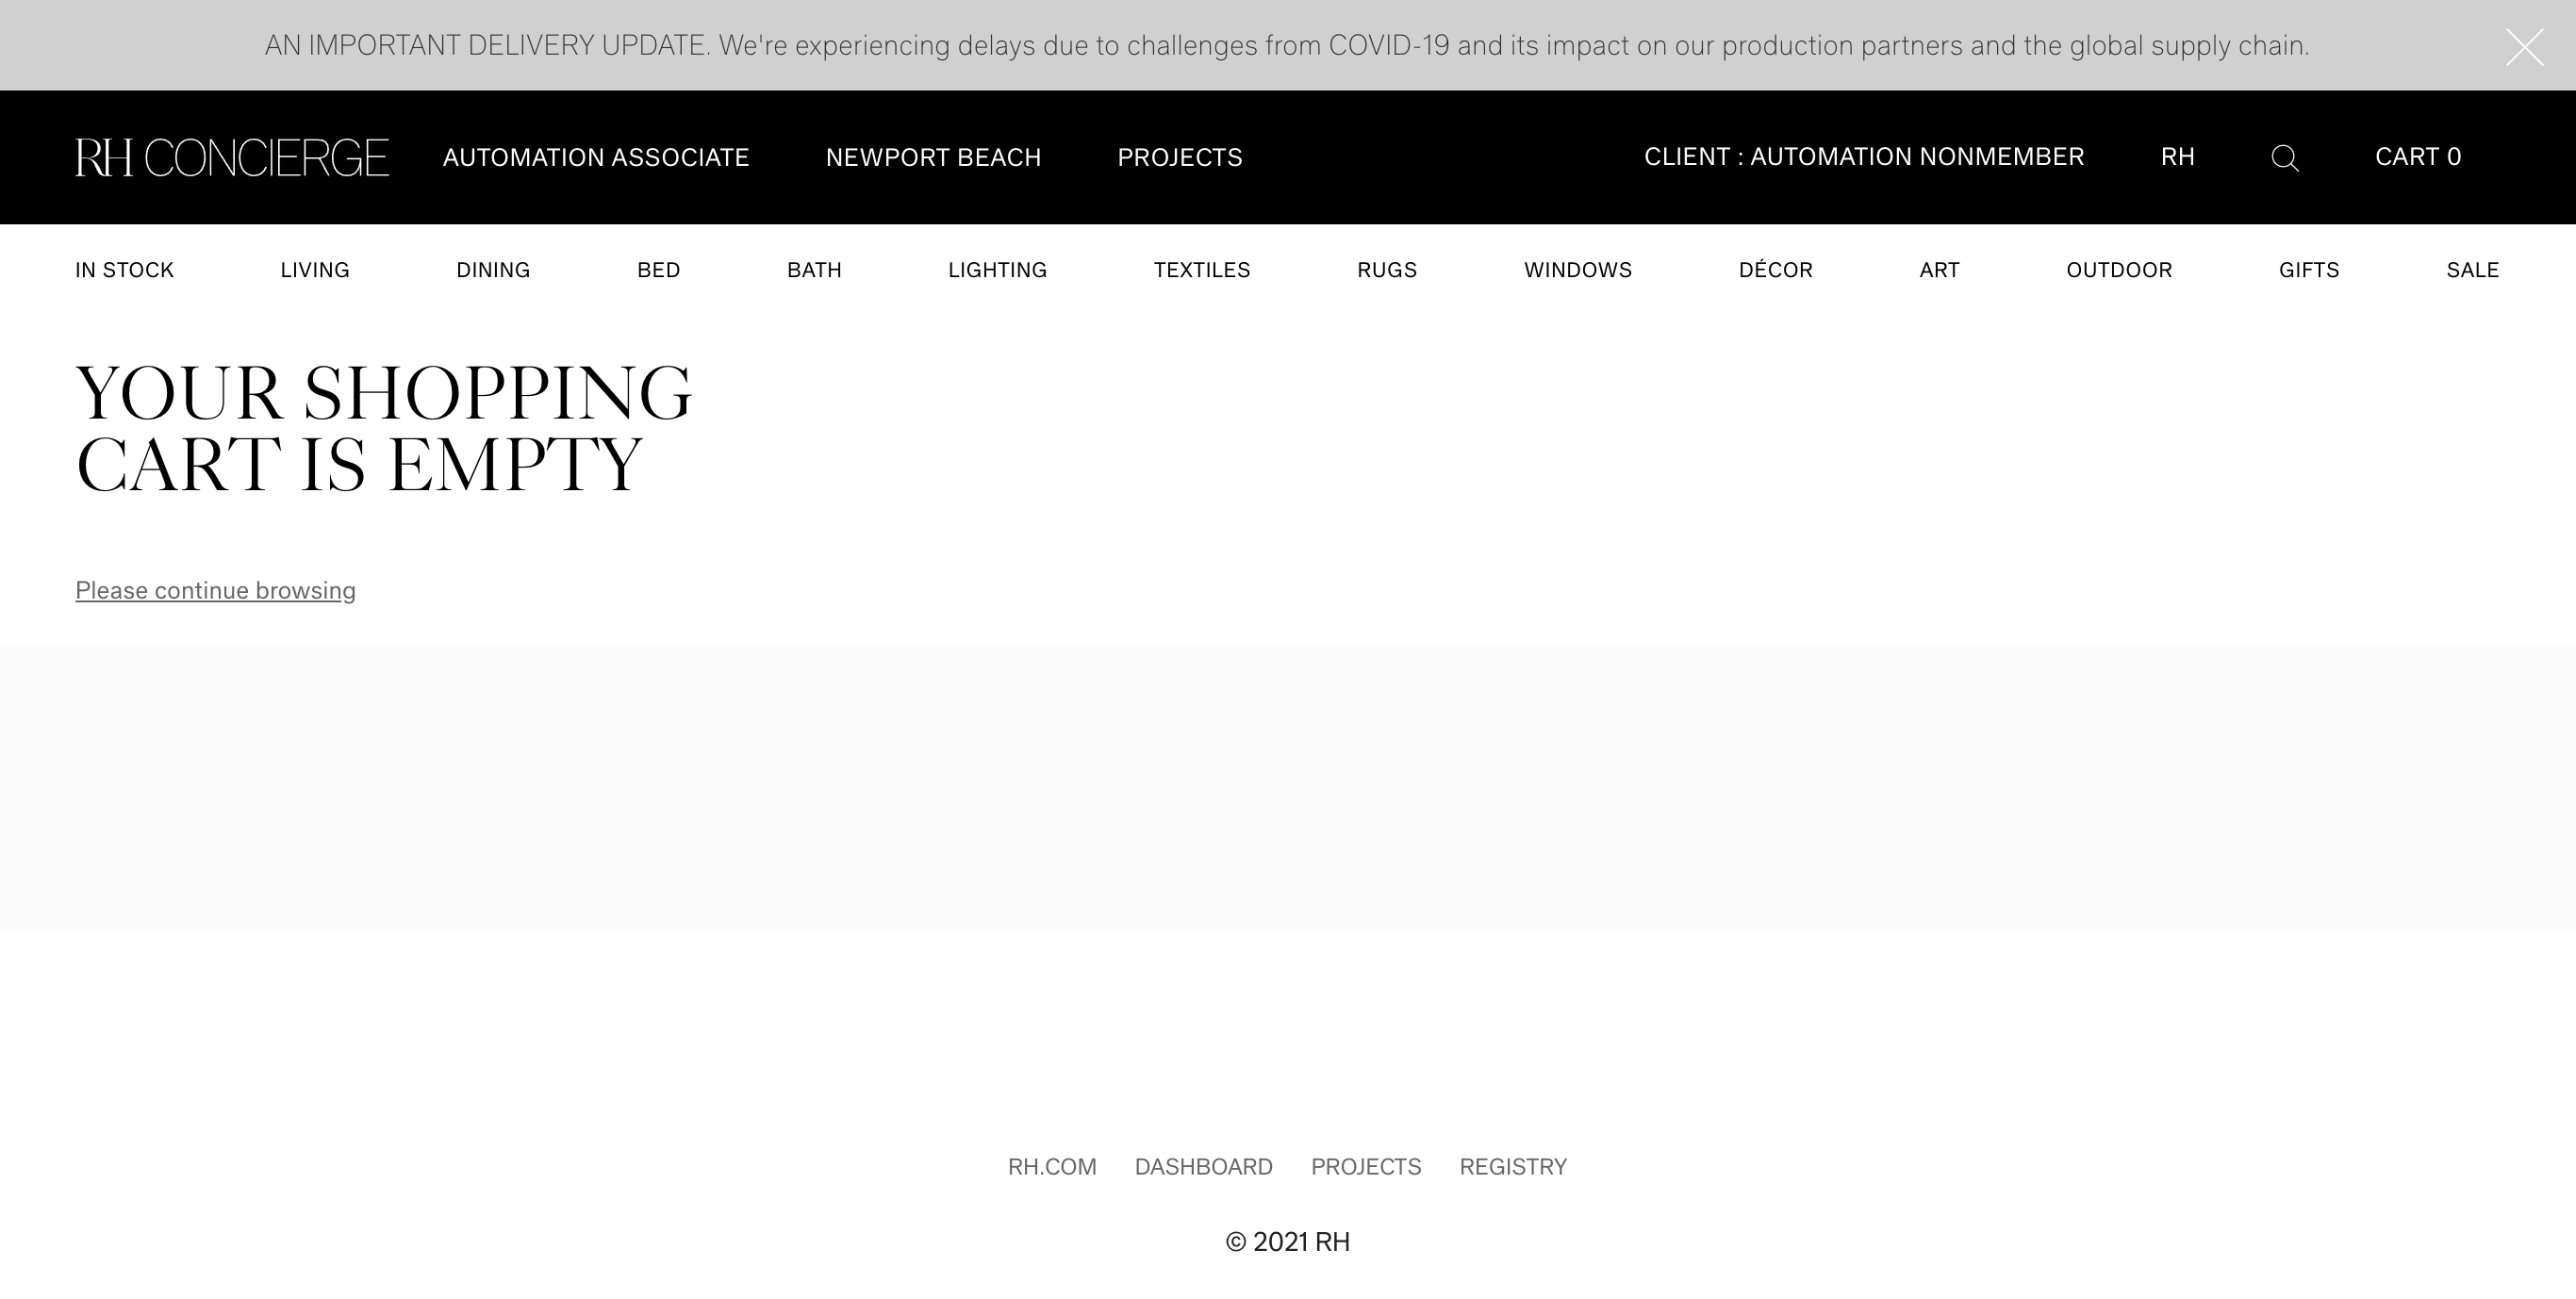 AN IMPORTANT DELIVERY UPDATE. We're experiencing delays due to challenges from COVID-19 and its impact on our production partners and the global supply chain.
RH CONCIERGE AUTOMATION ASSOCIATE NEWPORT BEACH PROJECTS CLIENT : AUTOMATION NONMEMBER RH CART 0
IN STOCK LIVING DINING BED BATH LIGHTING TEXTILES RUGS WINDOWS DÉCOR ART OUTDOOR GIFTS SALE
YOUR SHOPPING
CART IS EMPTY
Please continue browsing
RH.COM DASHBOARD PROJECTS REGISTRY
© 2021 RH